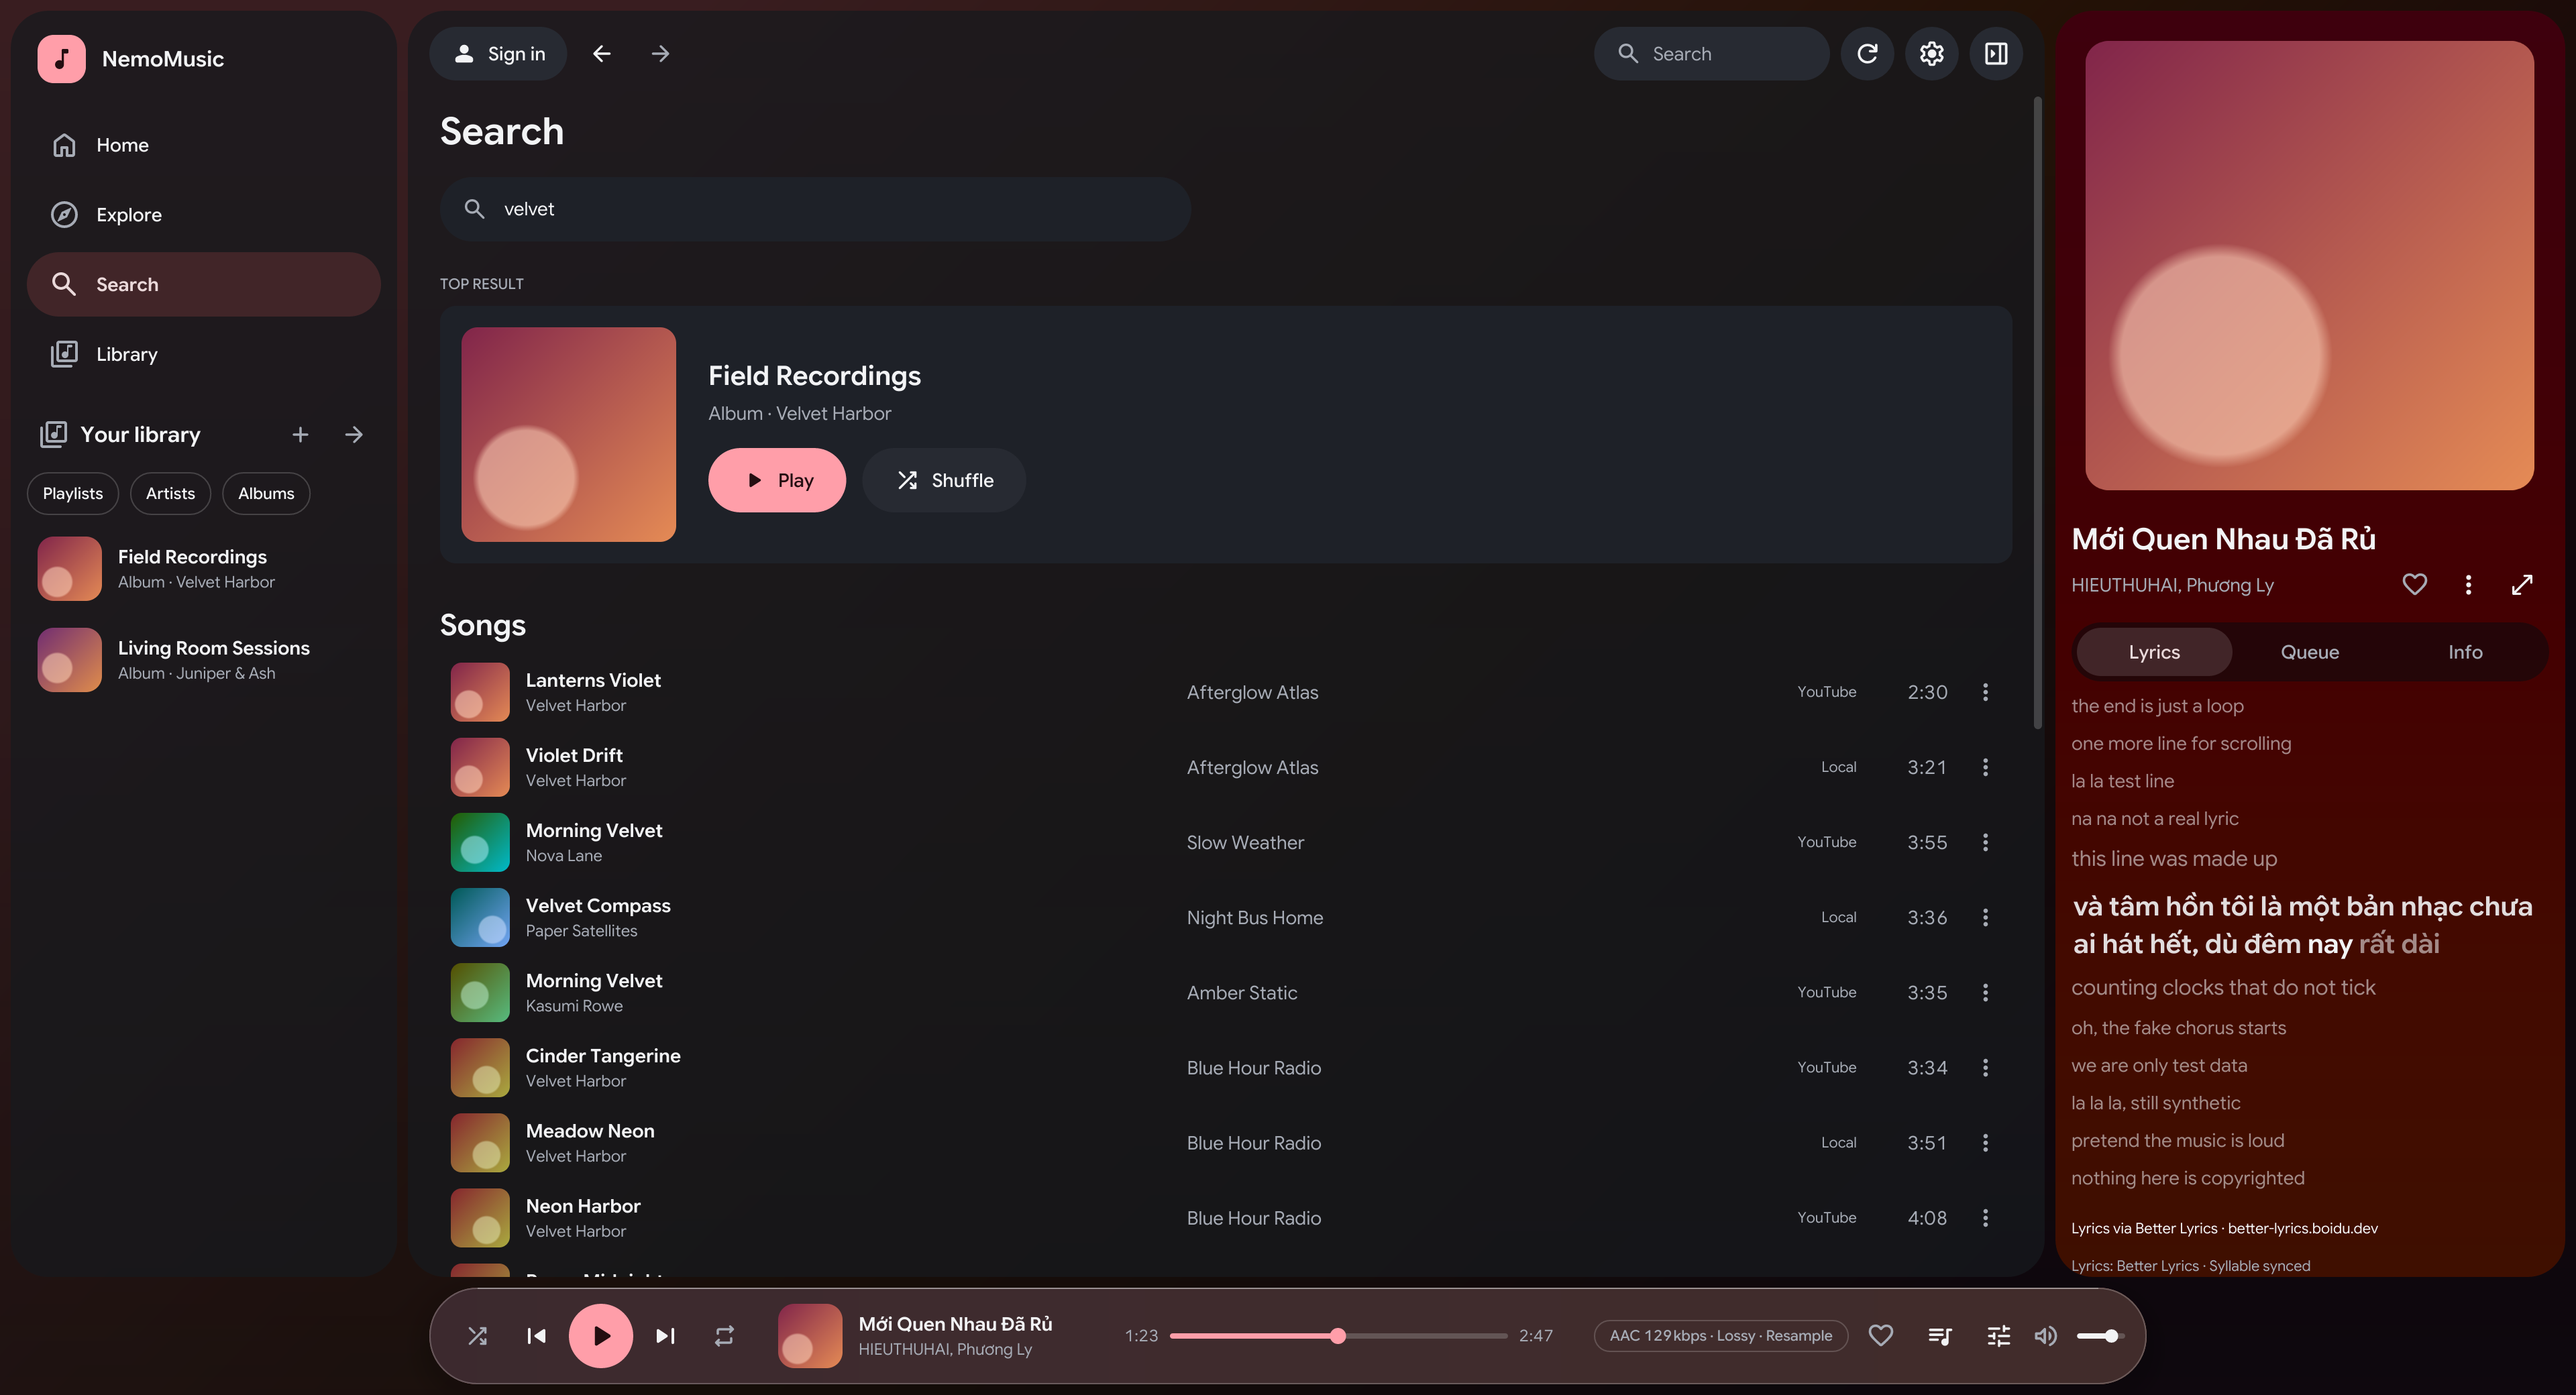 NemoMusic
Home
Explore
Search
Library
Your library
Playlists
Artists
Albums
Field Recordings
Album · Velvet Harbor
Living Room Sessions
Album · Juniper & Ash
Sign in
Search
Search
velvet
TOP RESULT
Field Recordings
Album · Velvet Harbor
Play
Shuffle
Songs
Lanterns Violet
Velvet Harbor
Afterglow Atlas
YouTube
2:30
Violet Drift
Velvet Harbor
Afterglow Atlas
Local
3:21
Morning Velvet
Nova Lane
Slow Weather
YouTube
3:55
Velvet Compass
Paper Satellites
Night Bus Home
Local
3:36
Morning Velvet
Kasumi Rowe
Amber Static
YouTube
3:35
Cinder Tangerine
Velvet Harbor
Blue Hour Radio
YouTube
3:34
Meadow Neon
Velvet Harbor
Blue Hour Radio
Local
3:51
Neon Harbor
Velvet Harbor
Blue Hour Radio
YouTube
4:08
Mới Quen Nhau Đã Rủ
HIEUTHUHAI, Phương Ly
Lyrics
Queue
Info
the end is just a loop
one more line for scrolling
la la test line
na na not a real lyric
this line was made up
và tâm hồn tôi là một bản nhạc chưa
ai hát hết, dù đêm nay rất dài
counting clocks that do not tick
oh, the fake chorus starts
we are only test data
la la la, still synthetic
pretend the music is loud
nothing here is copyrighted
Lyrics via Better Lyrics · better-lyrics.boidu.dev
Lyrics: Better Lyrics · Syllable synced
Mới Quen Nhau Đã Rủ
HIEUTHUHAI, Phương Ly
1:23
2:47
AAC 129 kbps · Lossy · Resample